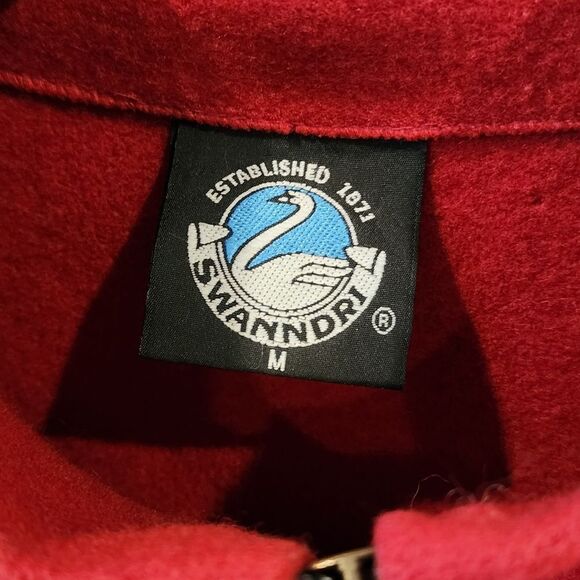 ESTABLISHED 1871
SWANNDRI
®
M